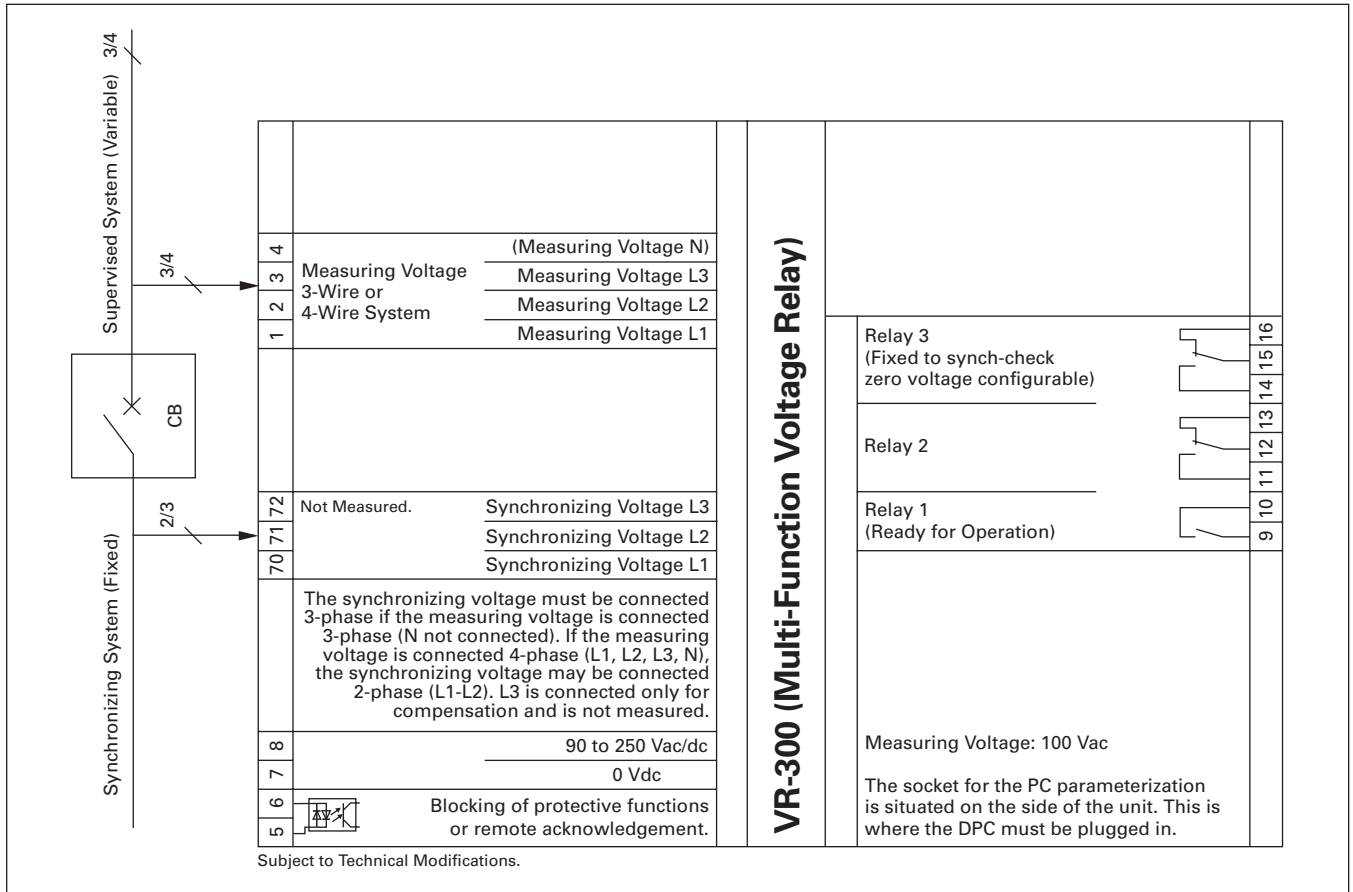 Supervised System (Variable)
3/4
3/4
CB
2/3
Synchronizing System (Fixed)
4
(Measuring Voltage N)
3
Measuring Voltage L3
2
Measuring Voltage L2
1
Measuring Voltage L1
Measuring Voltage
3-Wire or
4-Wire System
72
Not Measured.
Synchronizing Voltage L3
71
Synchronizing Voltage L2
70
Synchronizing Voltage L1
The synchronizing voltage must be connected
3-phase if the measuring voltage is connected
3-phase (N not connected). If the measuring
voltage is connected 4-phase (L1, L2, L3, N),
the synchronizing voltage may be connected
2-phase (L1-L2). L3 is connected only for
compensation and is not measured.
8
90 to 250 Vac/dc
7
0 Vdc
6
5
Blocking of protective functions
or remote acknowledgement.
VR-300 (Multi-Function Voltage Relay)
Relay 3
(Fixed to synch-check
zero voltage configurable)
16
15
14
Relay 2
13
12
11
Relay 1
(Ready for Operation)
10
9
Measuring Voltage: 100 Vac
The socket for the PC parameterization
is situated on the side of the unit. This is
where the DPC must be plugged in.
Subject to Technical Modifications.